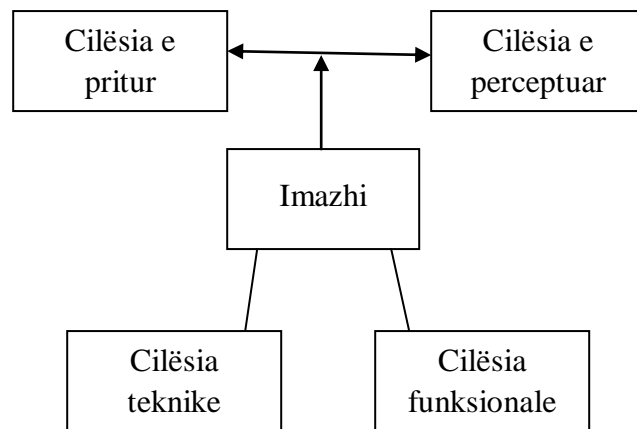 Cilësia e
pritur
Cilësia e
perceptuar
Imazhi
Cilësia
teknike
Cilësia
funksionale